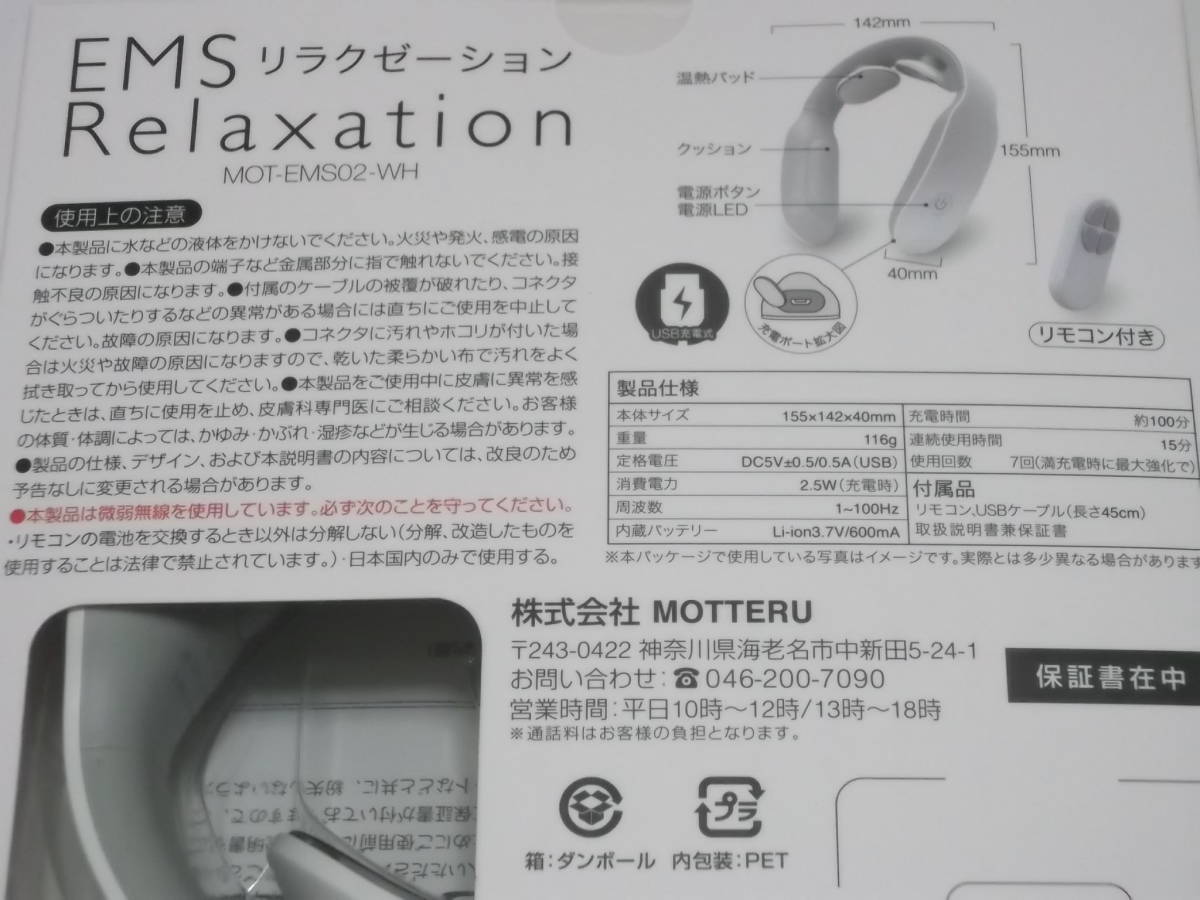 EMS リラクゼーション
Relaxation
MOT-EMS02-WH
使用上の注意
●本製品に水などの液体をかけないでください。火災や発火、感電の原因
になります。●本製品の端子など金属部分に指で触れないでください。接
触不良の原因になります。●付属のケーブルの被覆が破れたり、コネクタ
がぐらついたりするなどの異常がある場合には直ちにご使用を中止して
ください。故障の原因になります。●コネクタに汚れやホコリが付いた場
合は火災や故障の原因になりますので、乾いた柔らかい布で汚れをよく
拭き取ってから使用してください。●本製品をご使用中に皮膚に異常を感
じたときは、直ちに使用を止め、皮膚科専門医にご相談ください。お客様
の体質・体調によっては、かゆみ・かぶれ・湿疹などが生じる場合があります。
●製品の仕様、デザイン、および本説明書の内容については、改良のため
予告なしに変更される場合があります。
●本製品は微弱無線を使用しています。必ず次のことを守ってください。
・リモコンの電池を交換するとき以外は分解しない(分解、改造したものを
使用することは法律で禁止されています。)・日本国内のみで使用する。
142mm
温熱パッド
クッション
155mm
電源ボタン
電源LED
40mm
USB充電式
充電ポート拡大図
リモコン付き
製品仕様
本体サイズ 155×142×40mm 充電時間 約100分
重量 116g 連続使用時間 15分
定格電圧 DC5V±0.5/0.5A(USB) 使用回数 7回(満充電時に最大強化で)
消費電力 2.5W(充電時) 付属品
周波数 1~100Hz リモコン、USBケーブル(長さ45cm)
内蔵バッテリー Li-ion3.7V/600mA 取扱説明書兼保証書
※本パッケージで使用している写真はイメージです。実際とは多少異なる場合があります
株式会社 MOTTERU
〒243-0422 神奈川県海老名市中新田5-24-1
お問い合わせ:☎046-200-7090
営業時間:平日10時〜12時/13時〜18時
※通話料はお客様の負担となります。
保証書在中
プラ
箱:ダンボール 内包装:PET